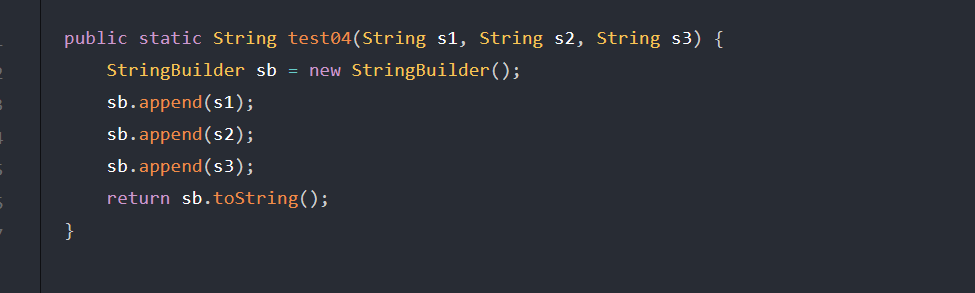 public static String test04(String s1, String s2, String s3) {
    StringBuilder sb = new StringBuilder();
    sb.append(s1);
    sb.append(s2);
    sb.append(s3);
    return sb.toString();
}